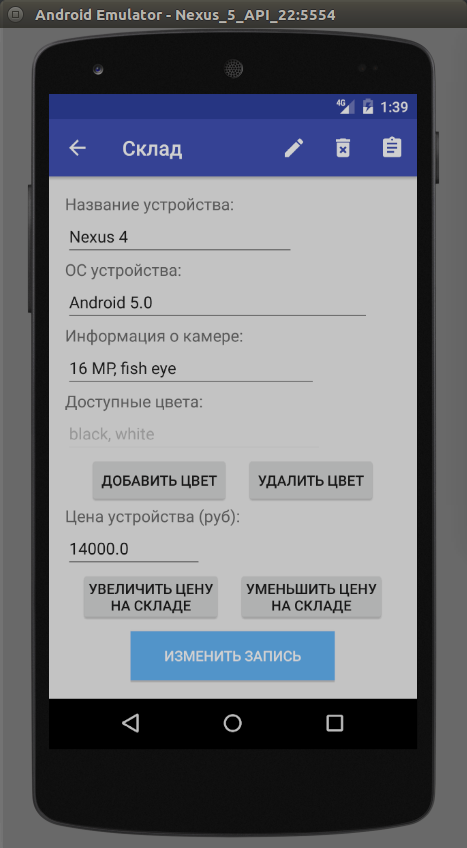 Android Emulator - Nexus_5_API_22:5554
4G 1:39
Склад
Название устройства:
Nexus 4
ОС устройства:
Android 5.0
Информация о камере:
16 MP, fish eye
Доступные цвета:
black, white
ДОБАВИТЬ ЦВЕТ УДАЛИТЬ ЦВЕТ
Цена устройства (руб):
14000.0
УВЕЛИЧИТЬ ЦЕНУ
НА СКЛАДЕ
УМЕНЬШИТЬ ЦЕНУ
НА СКЛАДЕ
ИЗМЕНИТЬ ЗАПИСЬ